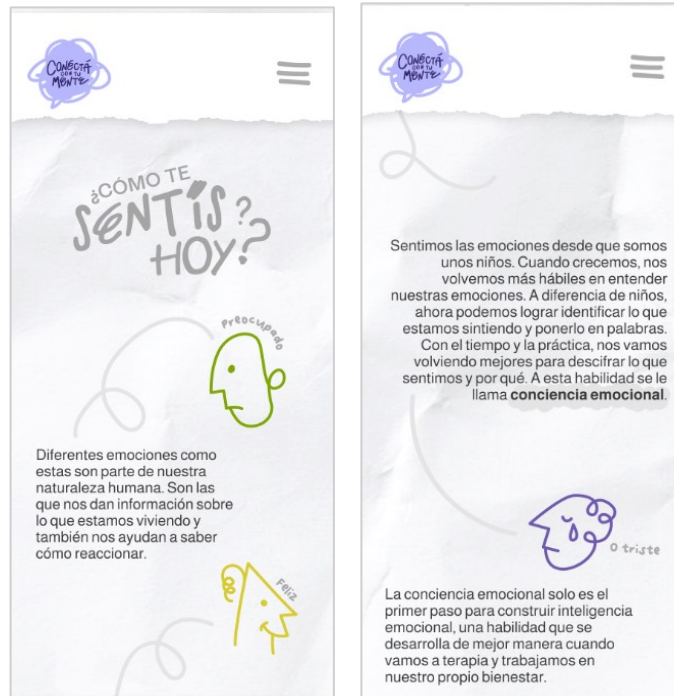 CONECTÁ
CON TU
MENTE
¿CÓMO TE
SENTÍS?
HOY?
Preocupado
Diferentes emociones como
estas son parte de nuestra
naturaleza humana. Son las
que nos dan información sobre
lo que estamos viviendo y
también nos ayudan a saber
cómo reaccionar.
Feliz
CONECTÁ
CON TU
MENTE
Sentimos las emociones desde que somos
unos niños. Cuando crecemos, nos
volvemos más hábiles en entender
nuestras emociones. A diferencia de niños,
ahora podemos lograr identificar lo que
estamos sintiendo y ponerlo en palabras.
Con el tiempo y la práctica, nos vamos
volviendo mejores para descifrar lo que
sentimos y por qué. A esta habilidad se le
llama conciencia emocional.
O triste
La conciencia emocional solo es el
primer paso para construir inteligencia
emocional, una habilidad que se
desarrolla de mejor manera cuando
vamos a terapia y trabajamos en
nuestro propio bienestar.